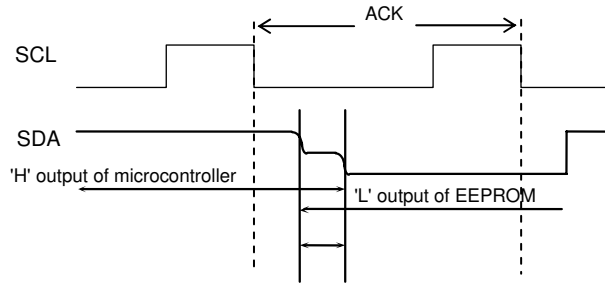 ACK
SCL
SDA
'H' output of microcontroller
'L' output of EEPROM